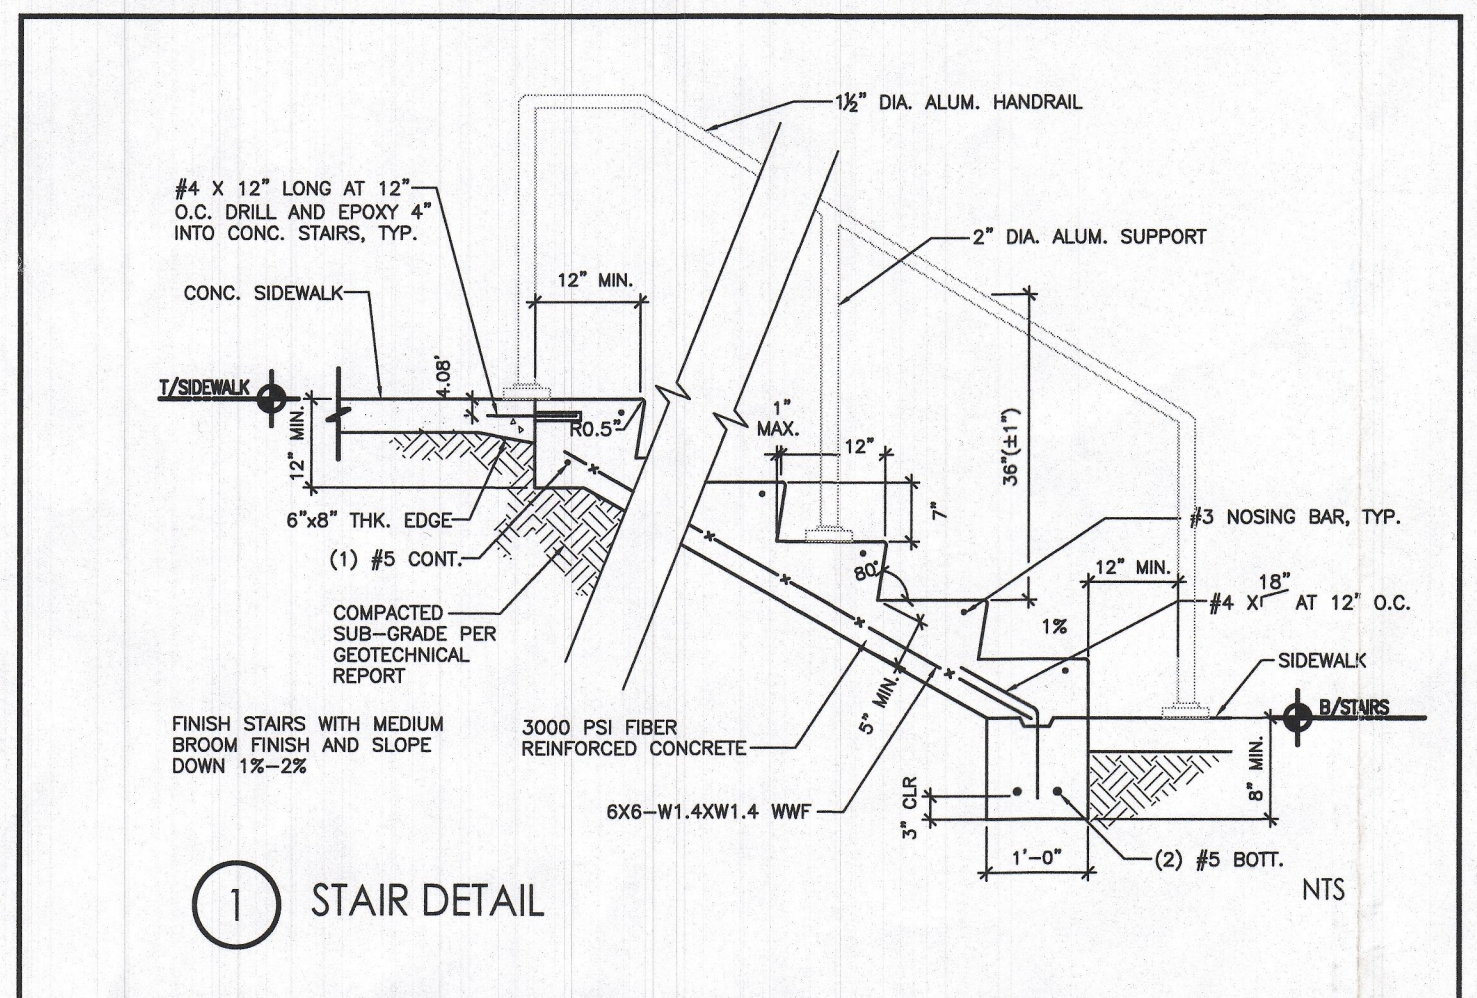 1½" DIA. ALUM. HANDRAIL
#4 X 12" LONG AT 12"
O.C. DRILL AND EPOXY 4"
INTO CONC. STAIRS, TYP.
2" DIA. ALUM. SUPPORT
12" MIN.
CONC. SIDEWALK
4.08'
T/SIDEWALK
12" MIN.
R0.5"
1"
MAX.
12"
36"(±1")
7"
6"x8" THK. EDGE
(1) #5 CONT.
#3 NOSING BAR, TYP.
80°
12" MIN.
18"
#4 X AT 12" O.C.
COMPACTED
SUB-GRADE PER
GEOTECHNICAL
REPORT
1%
SIDEWALK
5" MIN.
B/STAIRS
FINISH STAIRS WITH MEDIUM
BROOM FINISH AND SLOPE
DOWN 1%-2%
3000 PSI FIBER
REINFORCED CONCRETE
8" MIN.
3" CLR
6X6-W1.4XW1.4 WWF
1'-0"
(2) #5 BOTT.
1 STAIR DETAIL
NTS